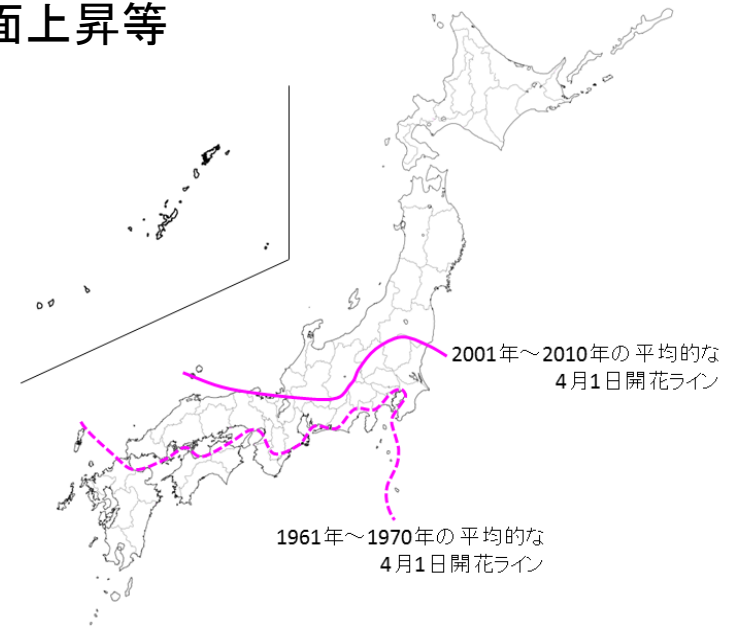 面上昇等
2001年～2010年の平均的な
4月1日開花ライン
1961年～1970年の平均的な
4月1日開花ライン